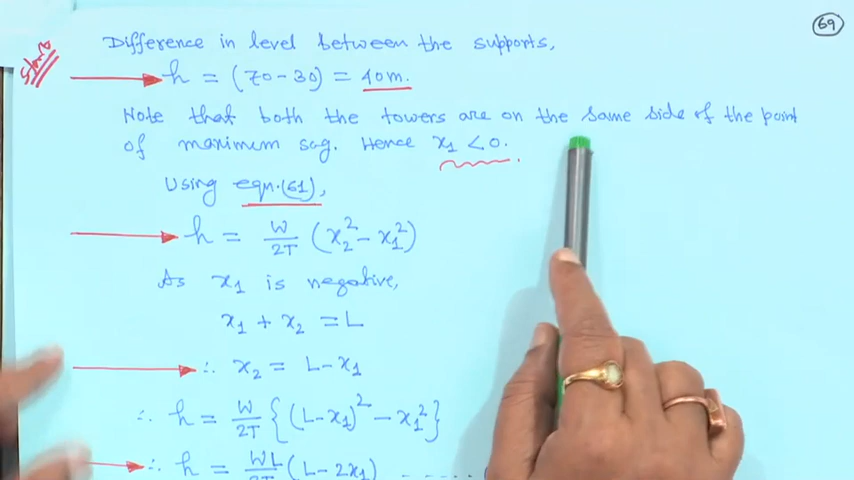 69
Soln
Difference in level between the supports,
h = (70-30) = 40m.
Note that both the towers are on the same side of the point
of maximum sag. Hence x₁ < 0.
Using eqn.(61),
h = W/2T (x₂² - x₁²)
As x₁ is negative,
x₁ + x₂ = L
∴ x₂ = L - x₁
∴ h = W/2T {(L-x₁)² - x₁²}
∴ h = WL/2T (L - 2x₁) .....(